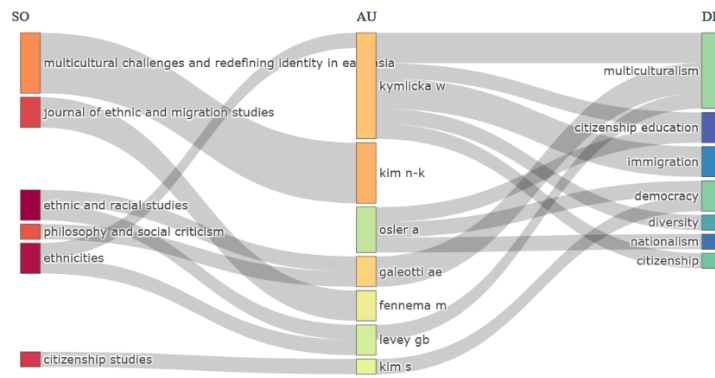 SO
AU
multicultural challenges and redefining identity in ea  asia
journal of ethnic and migration studies
ethnic and racial studies
philosophy and social criticism
ethnicities
citizenship studies
kymlicka w
kim n-k
osler a
galeotti ae
fennema m
levey gb
kim s
multiculturalism
citizenship education
immigration
democracy
diversity
nationalism
citizenship